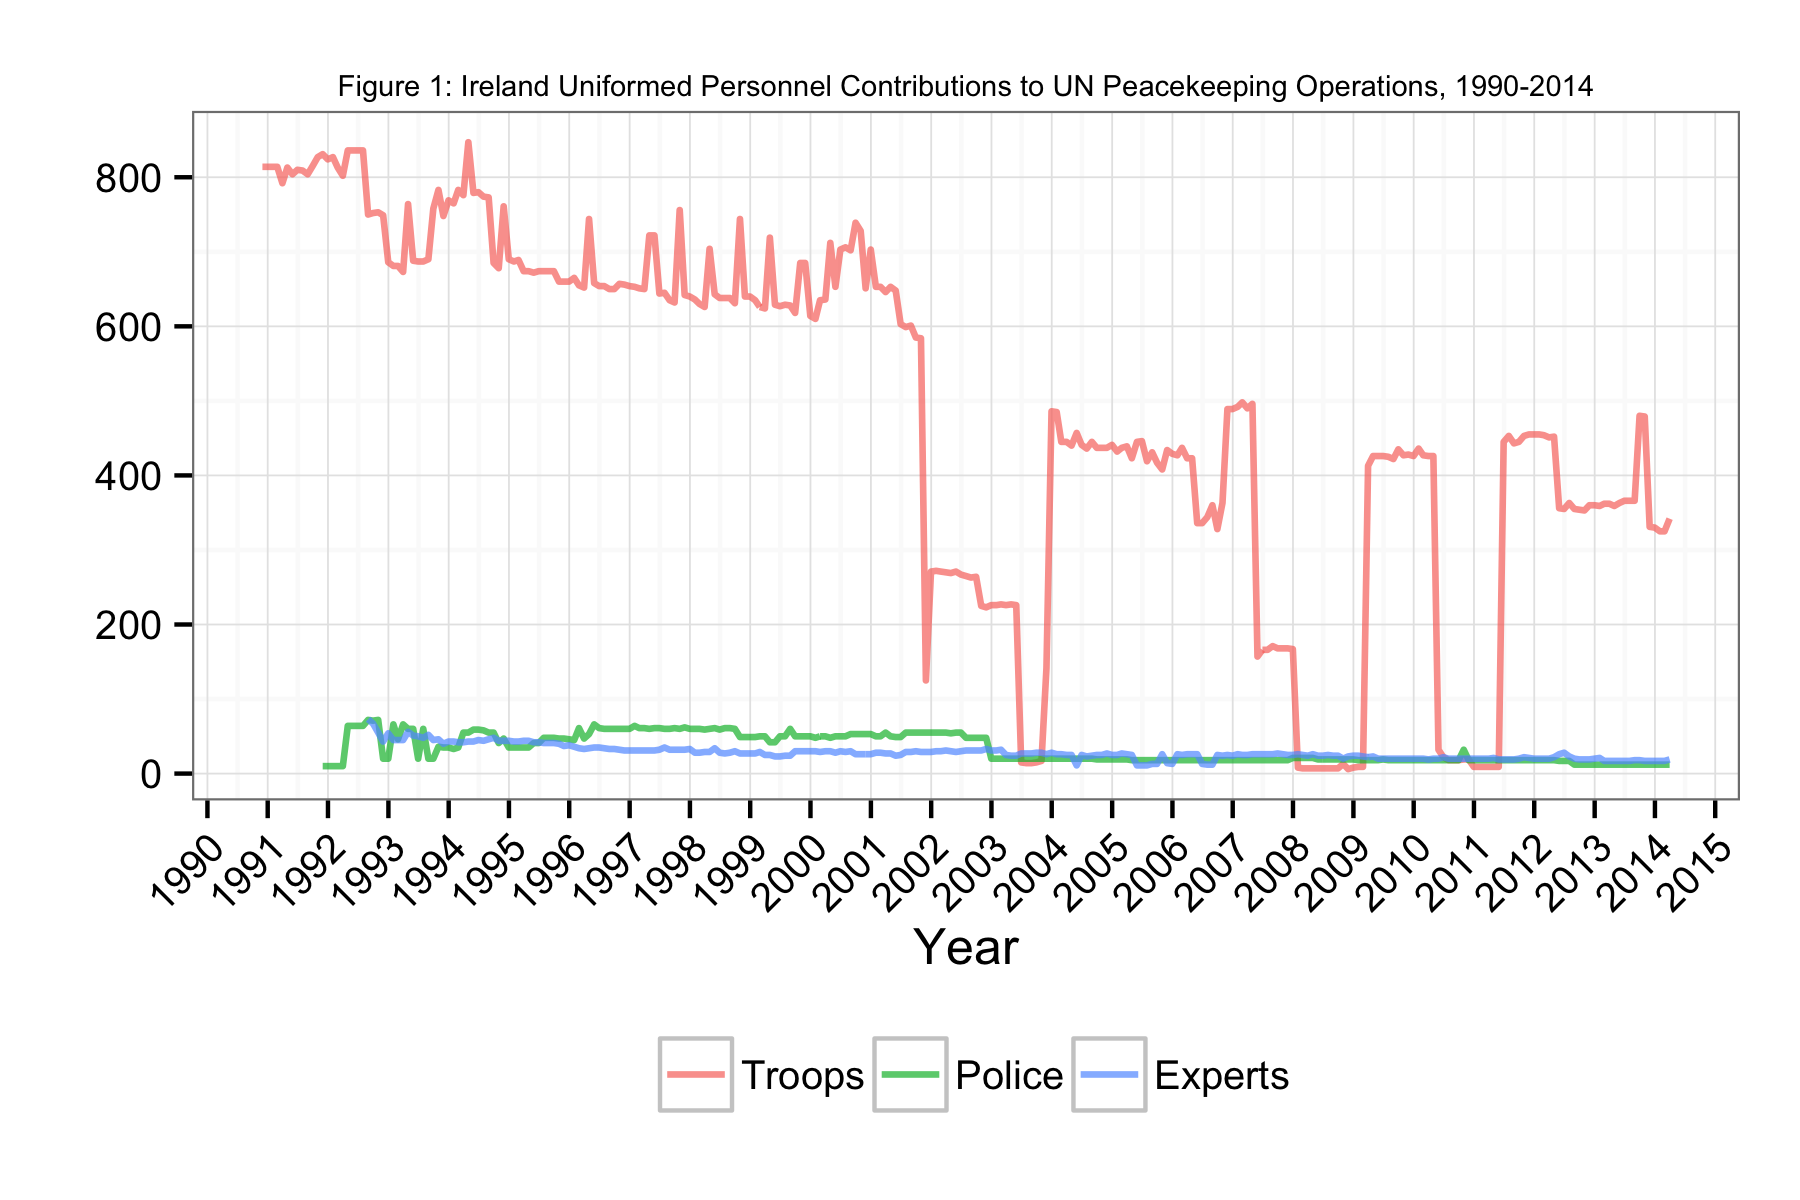 Figure 1: Ireland Uniformed Personnel Contributions to UN Peacekeeping Operations, 1990-2014
800
600
400
200
0
1990 1991 1992 1993 1994 1995 1996 1997 1998 1999 2000 2001 2002 2003 2004 2005 2006 2007 2008 2009 2010 2011 2012 2013 2014 2015
Year
Troops Police Experts